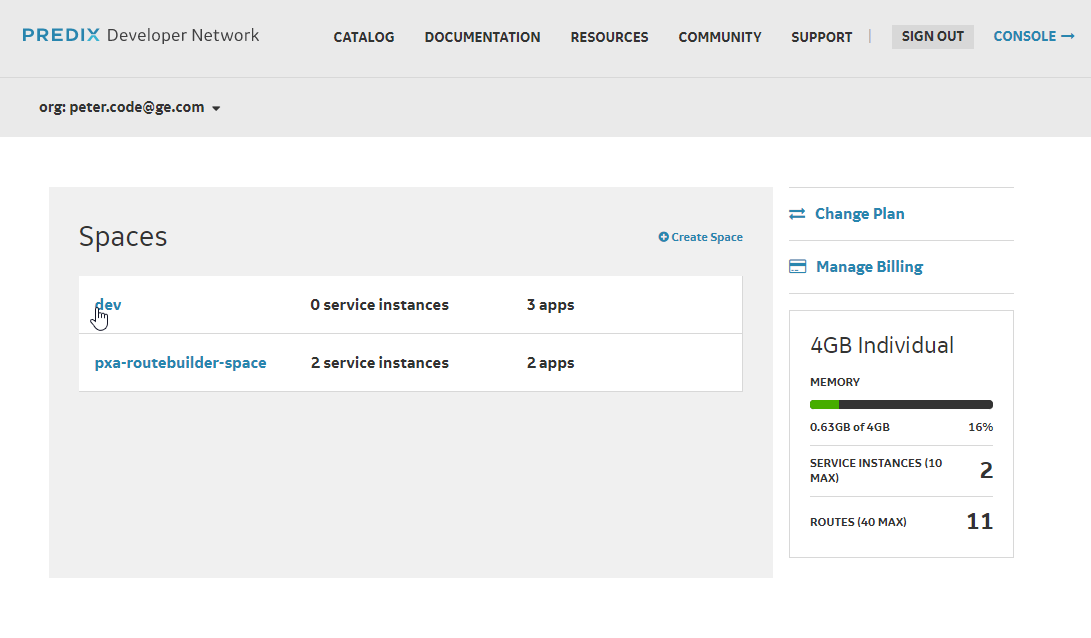 PREDIX Developer Network
CATALOG DOCUMENTATION RESOURCES COMMUNITY SUPPORT | SIGN OUT CONSOLE →
org: peter.code@ge.com
Spaces
Create Space
dev 0 service instances 3 apps
pxa-routebuilder-space 2 service instances 2 apps
Change Plan
Manage Billing
4GB Individual
MEMORY
0.63GB of 4GB 16%
SERVICE INSTANCES (10
MAX) 2
ROUTES (40 MAX) 11